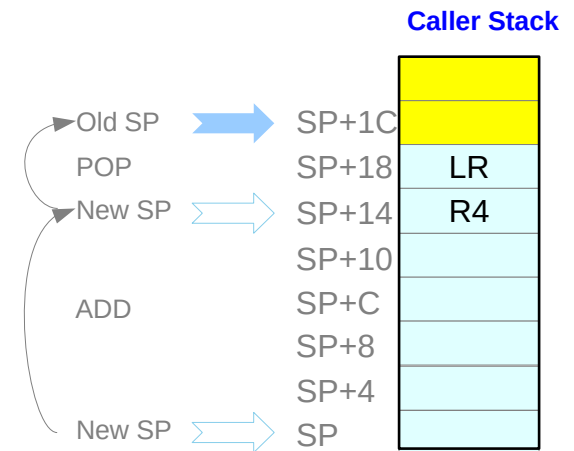 Caller Stack
Old SP SP+1C
POP SP+18 LR
New SP SP+14 R4
SP+10
ADD SP+C
SP+8
SP+4
New SP SP